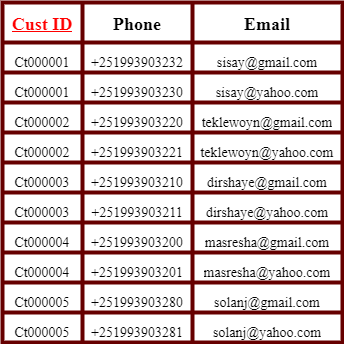 Cust ID Phone Email
Ct000001 +251993903232 sisay@gmail.com
Ct000001 +251993903230 sisay@yahoo.com
Ct000002 +251993903220 teklewoyn@gmail.com
Ct000002 +251993903221 teklewoyn@yahoo.com
Ct000003 +251993903210 dirshaye@gmail.com
Ct000003 +251993903211 dirshaye@yahoo.com
Ct000004 +251993903200 masresha@gmail.com
Ct000004 +251993903201 masresha@yahoo.com
Ct000005 +251993903280 solanj@gmail.com
Ct000005 +251993903281 solanj@yahoo.com